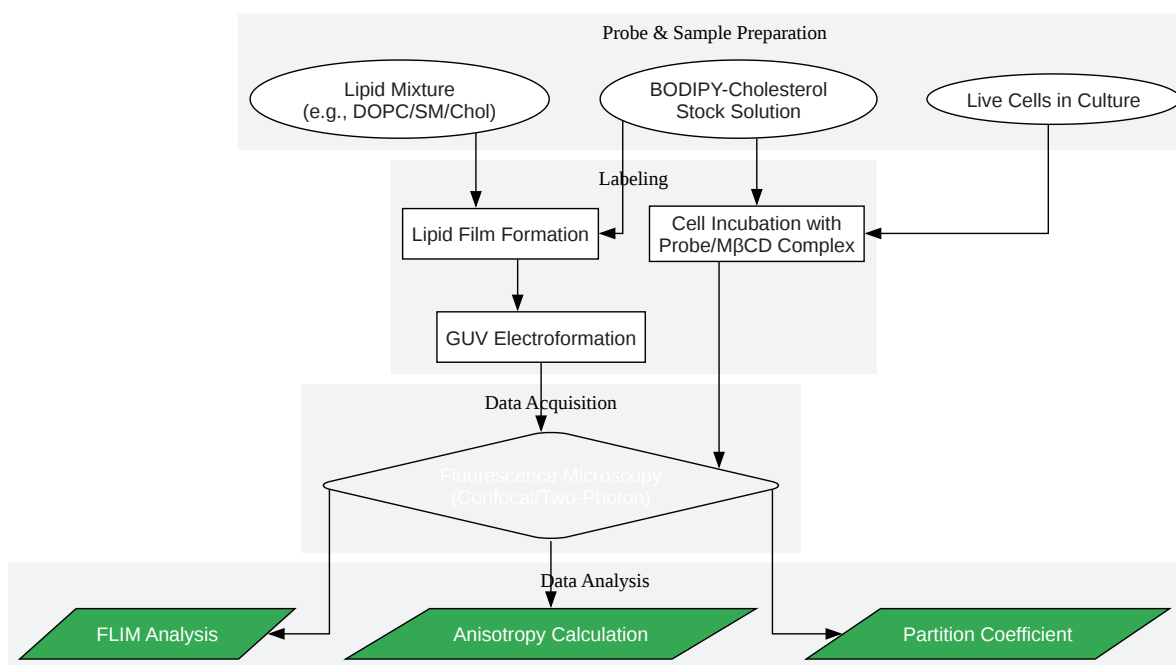 Probe & Sample Preparation
Lipid Mixture
(e.g., DOPC/SM/Chol)
BODIPY-Cholesterol
Stock Solution
Live Cells in Culture
Labeling
Lipid Film Formation
Cell Incubation with
Probe/MβCD Complex
GUV Electroformation
Data Acquisition
Fluorescence Microscopy
(Confocal/Two-Photon)
Data Analysis
FLIM Analysis
Anisotropy Calculation
Partition Coefficient